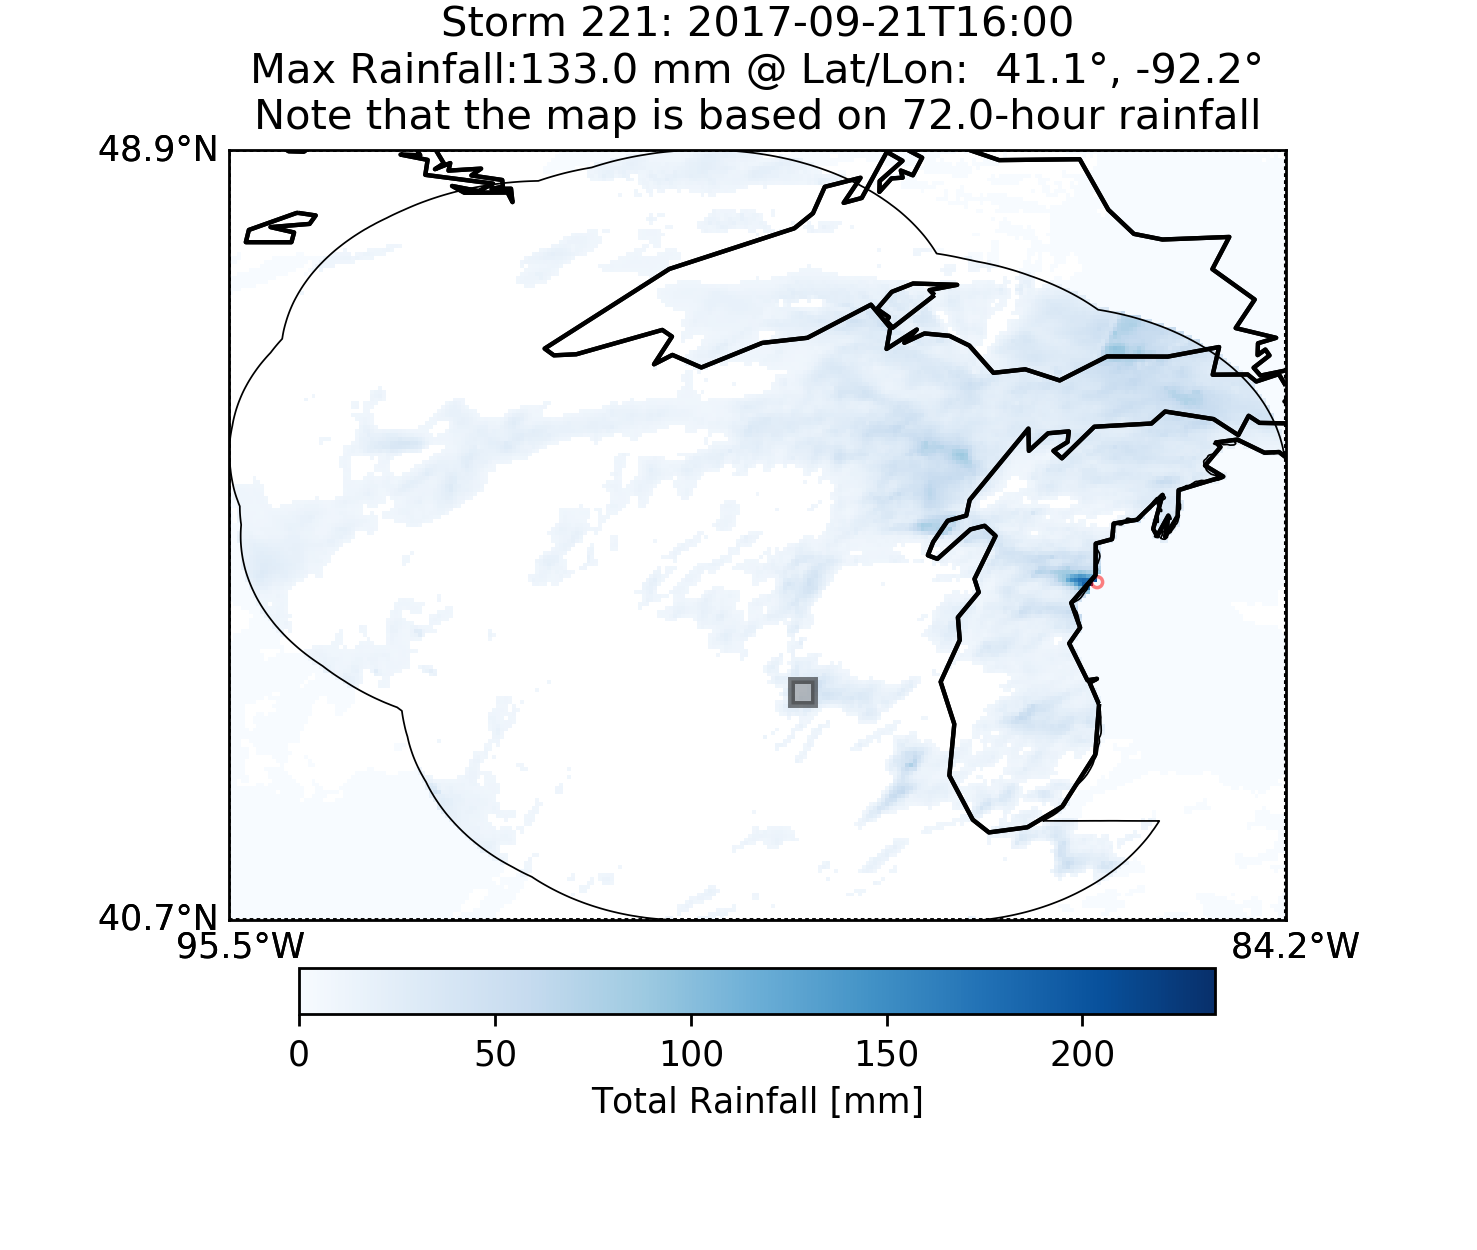 Storm 221: 2017-09-21T16:00
Max Rainfall:133.0 mm @ Lat/Lon:  41.1°, -92.2°
Note that the map is based on 72.0-hour rainfall
48.9°N
40.7°N
95.5°W
84.2°W
0
50
100
150
200
Total Rainfall [mm]